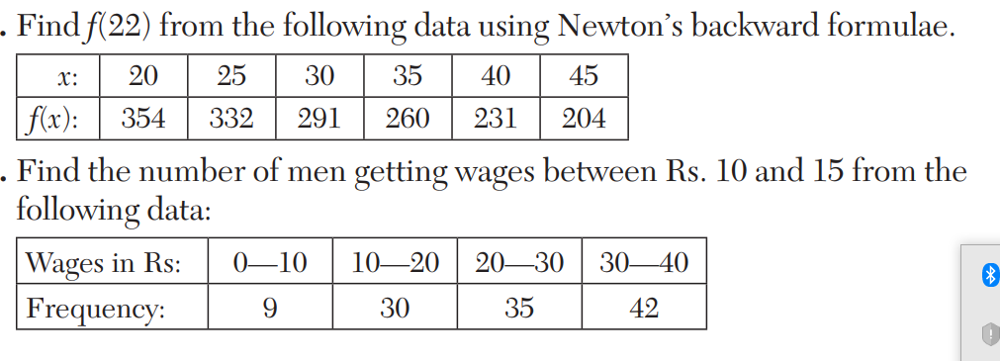 . Find f(22) from the following data using Newton's backward formulae.
x: 20 25 30 35 40 45
f(x): 354 332 291 260 231 204
. Find the number of men getting wages between Rs. 10 and 15 from the
following data:
Wages in Rs: 0—10 10—20 20—30 30—40
Frequency: 9 30 35 42